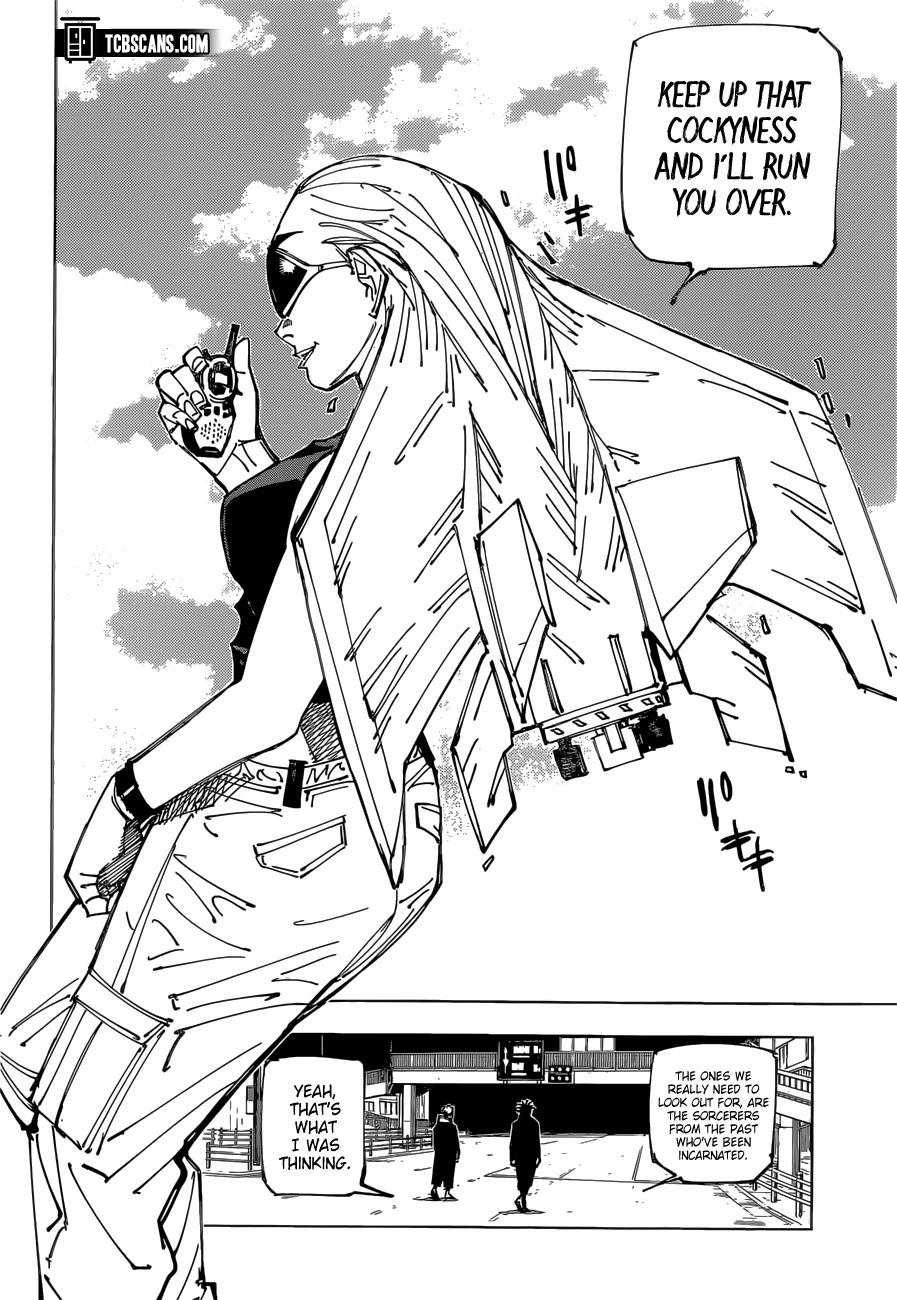 TCBSCANS.COM
KEEP UP THAT
COCKYNESS
AND I'LL RUN
YOU OVER.
THE ONES WE
REALLY NEED TO
LOOK OUT FOR, ARE
THE SORCERERS
FROM THE PAST
WHO'VE BEEN
INCARNATED.
YEAH,
THAT'S
WHAT
I WAS
THINKING.